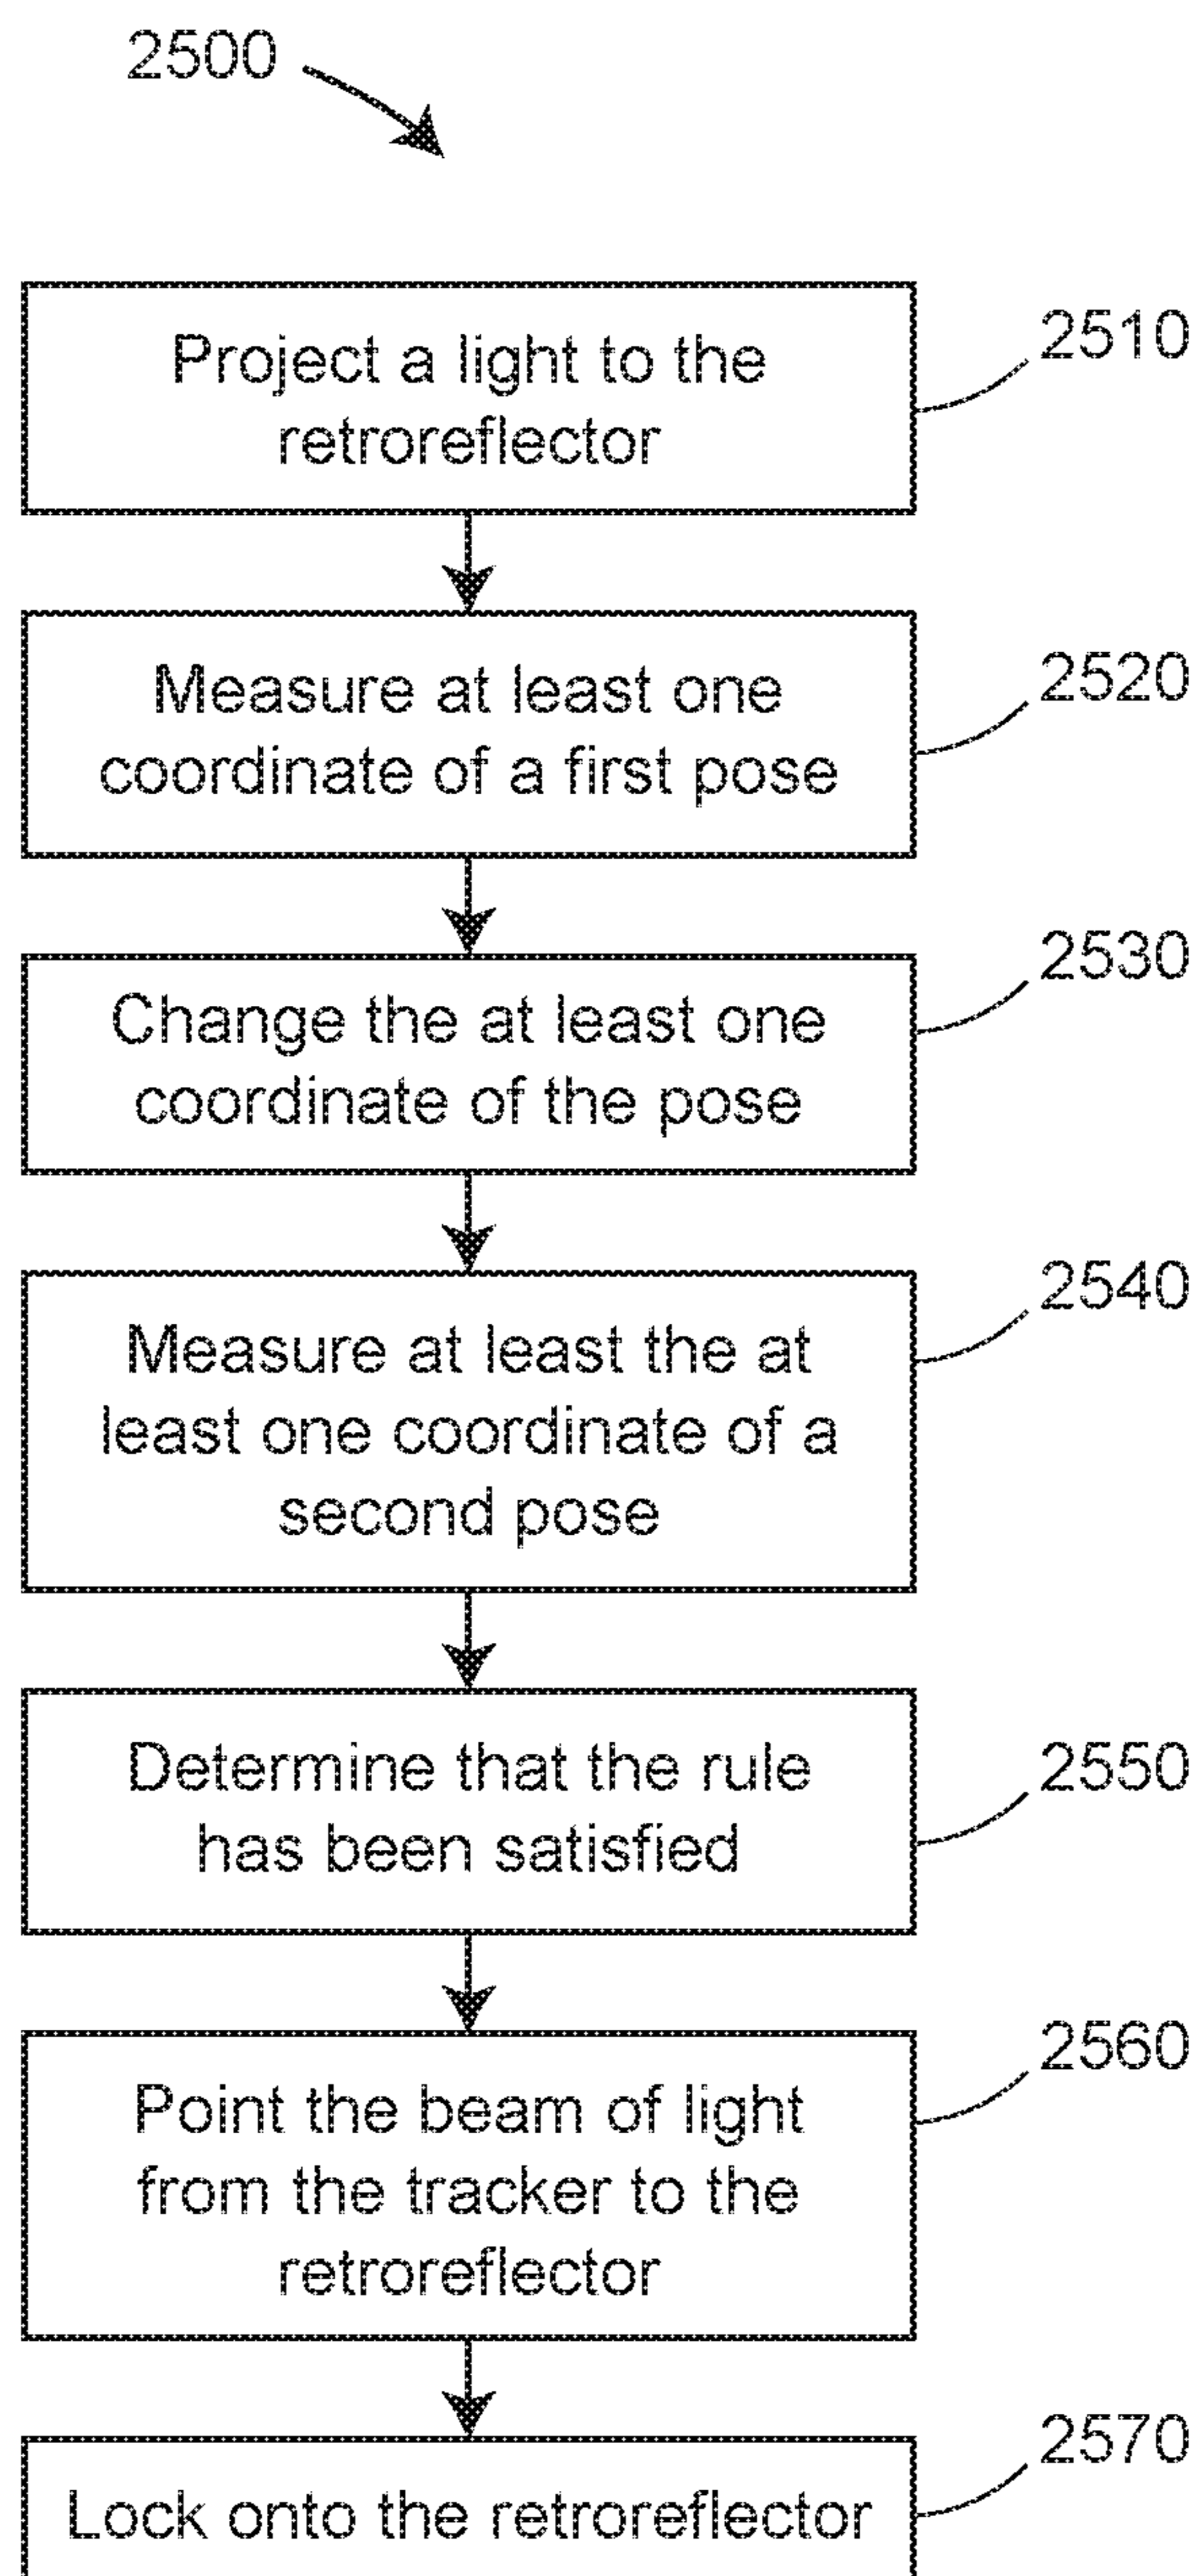 2500
Project a light to the
retroreflector
2510
Measure at least one
coordinate of a first pose
2520
Change the at least one
coordinate of the pose
2530
Measure at least the at
least one coordinate of a
second pose
2540
Determine that the rule
has been satisfied
2550
Point the beam of light
from the tracker to the
retroreflector
2560
Lock onto the retroreflector
2570